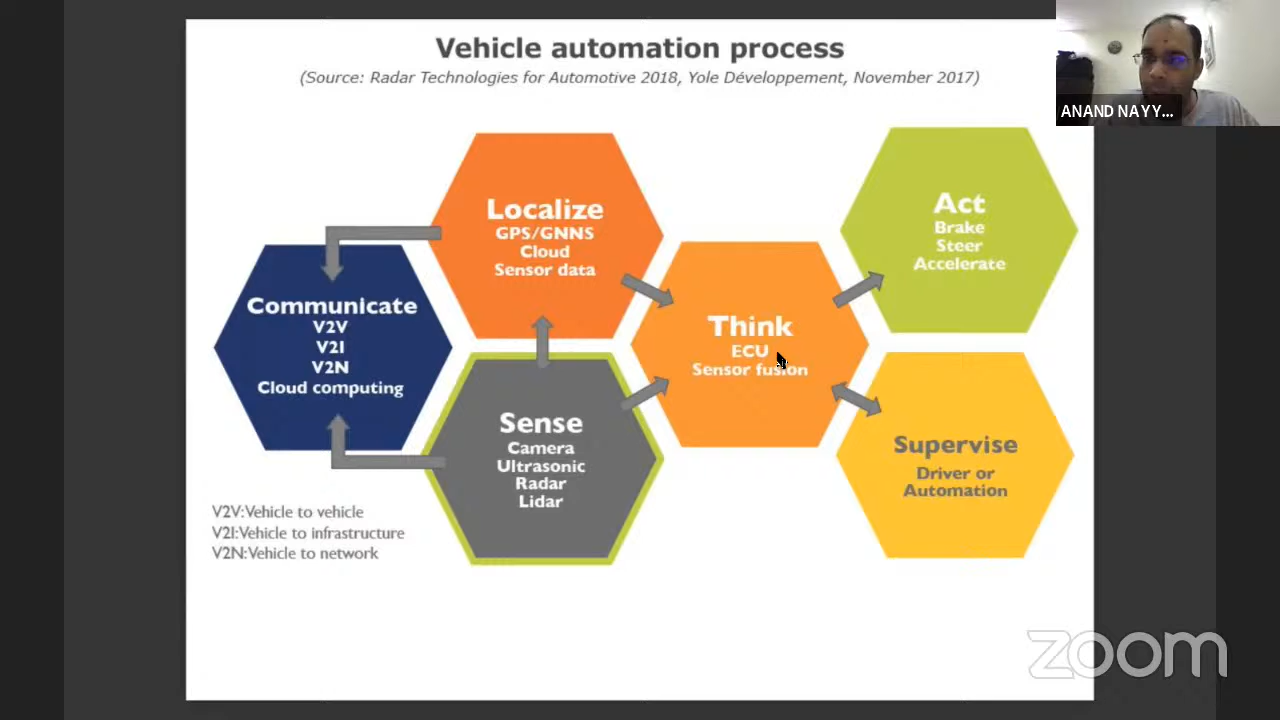 Vehicle automation process
(Source: Radar Technologies for Automotive 2018, Yole Développement, November 2017)
ANAND NAYY...
Localize
GPS/GNNS
Cloud
Sensor data
Act
Brake
Steer
Accelerate
Communicate
V2V
V2I
V2N
Cloud computing
Think
ECU
Sensor fusion
Sense
Camera
Ultrasonic
Radar
Lidar
Supervise
Driver or
Automation
V2V:Vehicle to vehicle
V2I:Vehicle to infrastructure
V2N:Vehicle to network
zoom